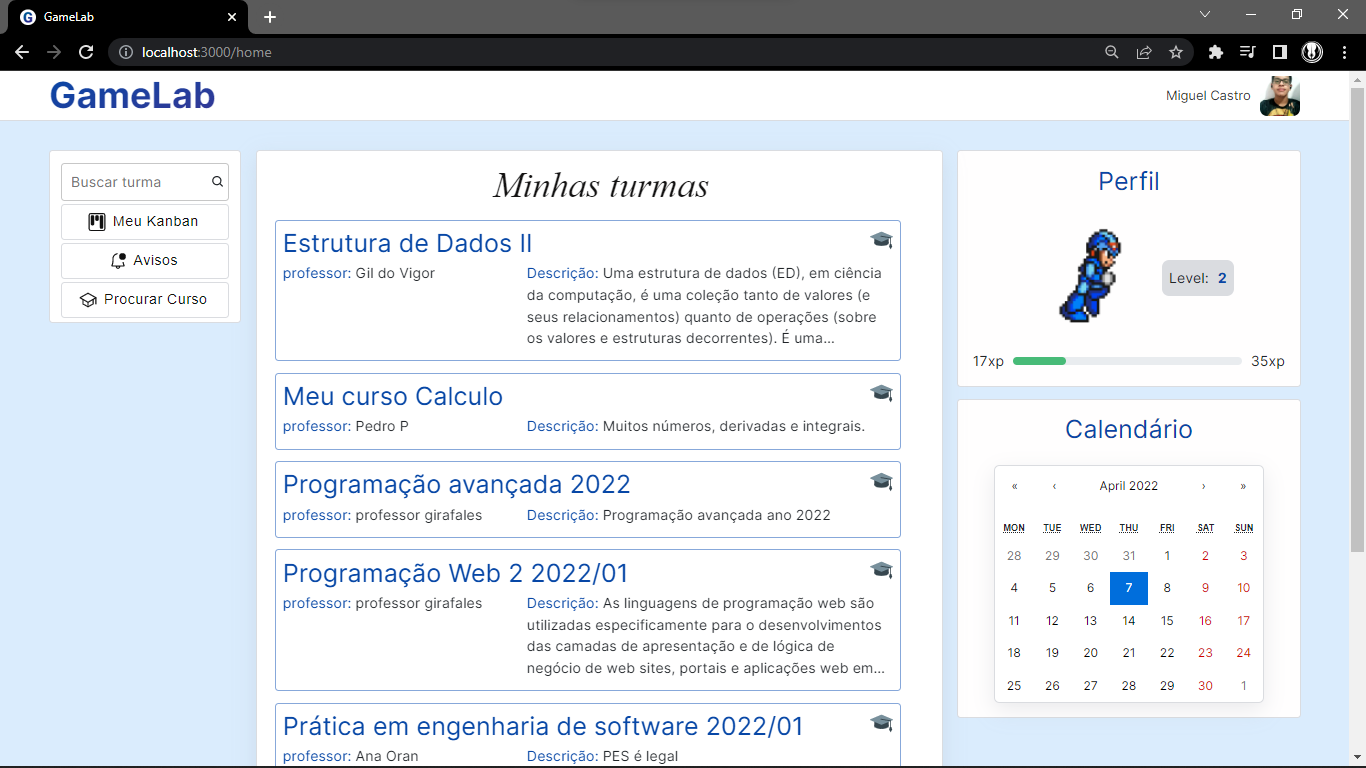 GameLab
localhost:3000/home
GameLab
Miguel Castro
Buscar turma
Meu Kanban
Avisos
Procurar Curso
Minhas turmas
Estrutura de Dados II
professor: Gil do Vigor
Descrição: Uma estrutura de dados (ED), em ciência
da computação, é uma coleção tanto de valores (e
seus relacionamentos) quanto de operações (sobre
os valores e estruturas decorrentes). É uma...
Meu curso Calculo
professor: Pedro P
Descrição: Muitos números, derivadas e integrais.
Programação avançada 2022
professor: professor girafales
Descrição: Programação avançada ano 2022
Programação Web 2 2022/01
professor: professor girafales
Descrição: As linguagens de programação web são
utilizadas especificamente para o desenvolvimentos
das camadas de apresentação e de lógica de
negócio de web sites, portais e aplicações web em...
Prática em engenharia de software 2022/01
professor: Ana Oran
Descrição: PES é legal
Perfil
Level: 2
17xp 35xp
Calendário
« ‹ April 2022 › »
MON TUE WED THU FRI SAT SUN
28 29 30 31 1 2 3
4 5 6 7 8 9 10
11 12 13 14 15 16 17
18 19 20 21 22 23 24
25 26 27 28 29 30 1